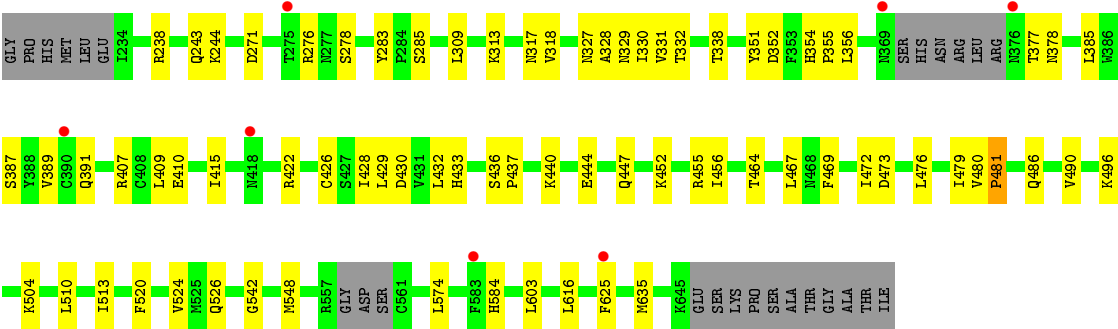 GLY PRO HIS MET LEU GLU I234 R238 Q243 K244 D271 T275 R276 N277 S278 Y283 P284 S285 L309 K313 N317 V318 N327 A328 N329 I330 V331 T332 T338 Y351 D352 F353 H354 P355 L356 N369 SER HIS ASN ARG LEU ARG N376 T377 N378 L385 W386
S387 Y388 V389 C390 Q391 R407 C408 L409 E410 I415 N418 R422 C426 S427 I428 L429 D430 V431 L432 H433 S436 P437 K440 E444 Q447 K452 R455 I456 T464 L467 N468 F469 I472 D473 L476 I479 V480 P481 Q486 V490 K496
K504 L510 I513 F520 V524 M525 Q526 G542 M548 R557 GLY ASP SER C561 L574 F583 H584 L603 L616 F625 M635 K645 GLU SER LYS PRO SER ALA THR GLY ALA THR ILE